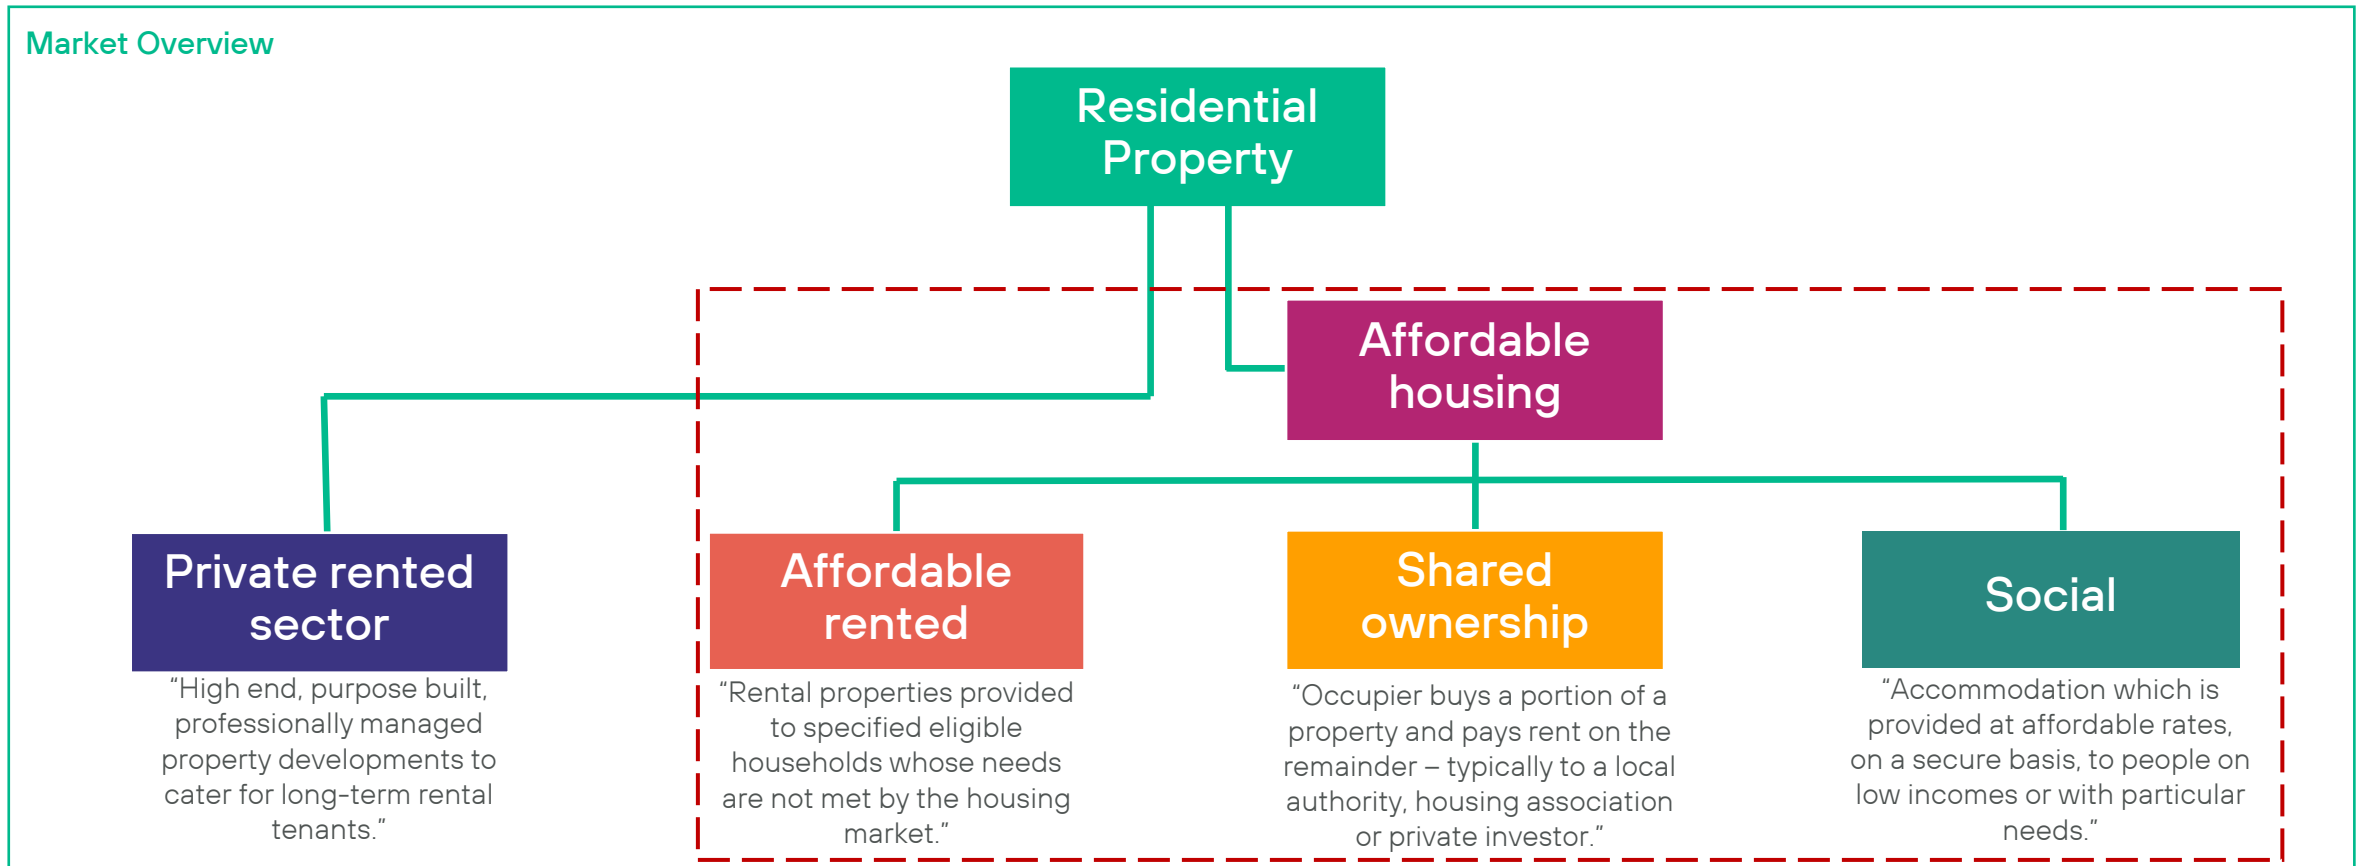 Market Overview
Residential
Property
Affordable
housing
Private rented
sector
“High end, purpose built,
professionally managed
property developments to
cater for long-term rental
tenants.”
Affordable
rented
“Rental properties provided
to specified eligible
households whose needs
are not met by the housing
market.”
Shared
ownership
“Occupier buys a portion of a
property and pays rent on the
remainder – typically to a local
authority, housing association
or private investor.”
Social
“Accommodation which is
provided at affordable rates,
on a secure basis, to people on
low incomes or with particular
needs.”